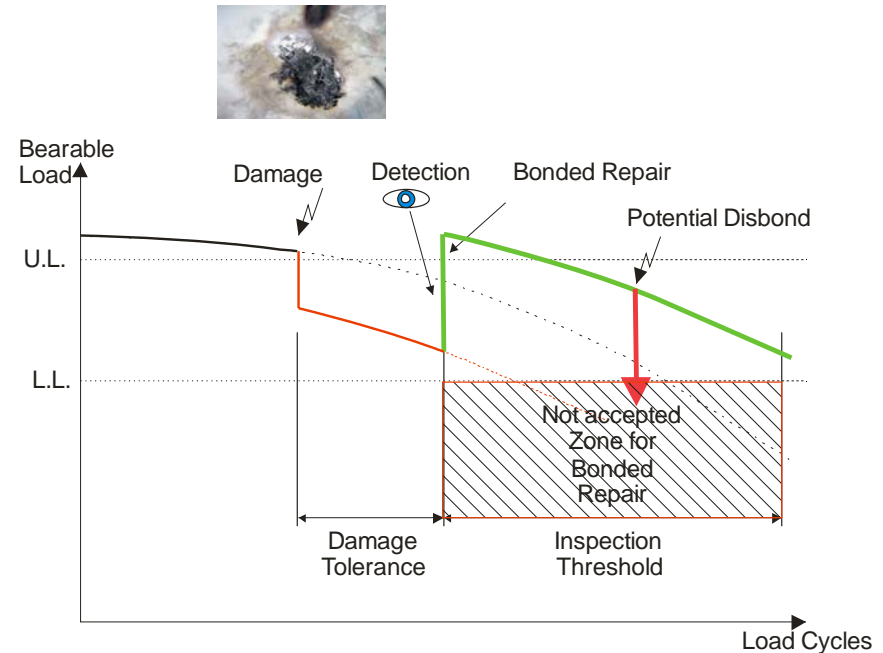 Bearable
Load
Damage
Detection
Bonded Repair
Potential Disbond
U.L.
L.L.
Not accepted
Zone for
Bonded
Repair
Damage
Tolerance
Inspection
Threshold
Load Cycles